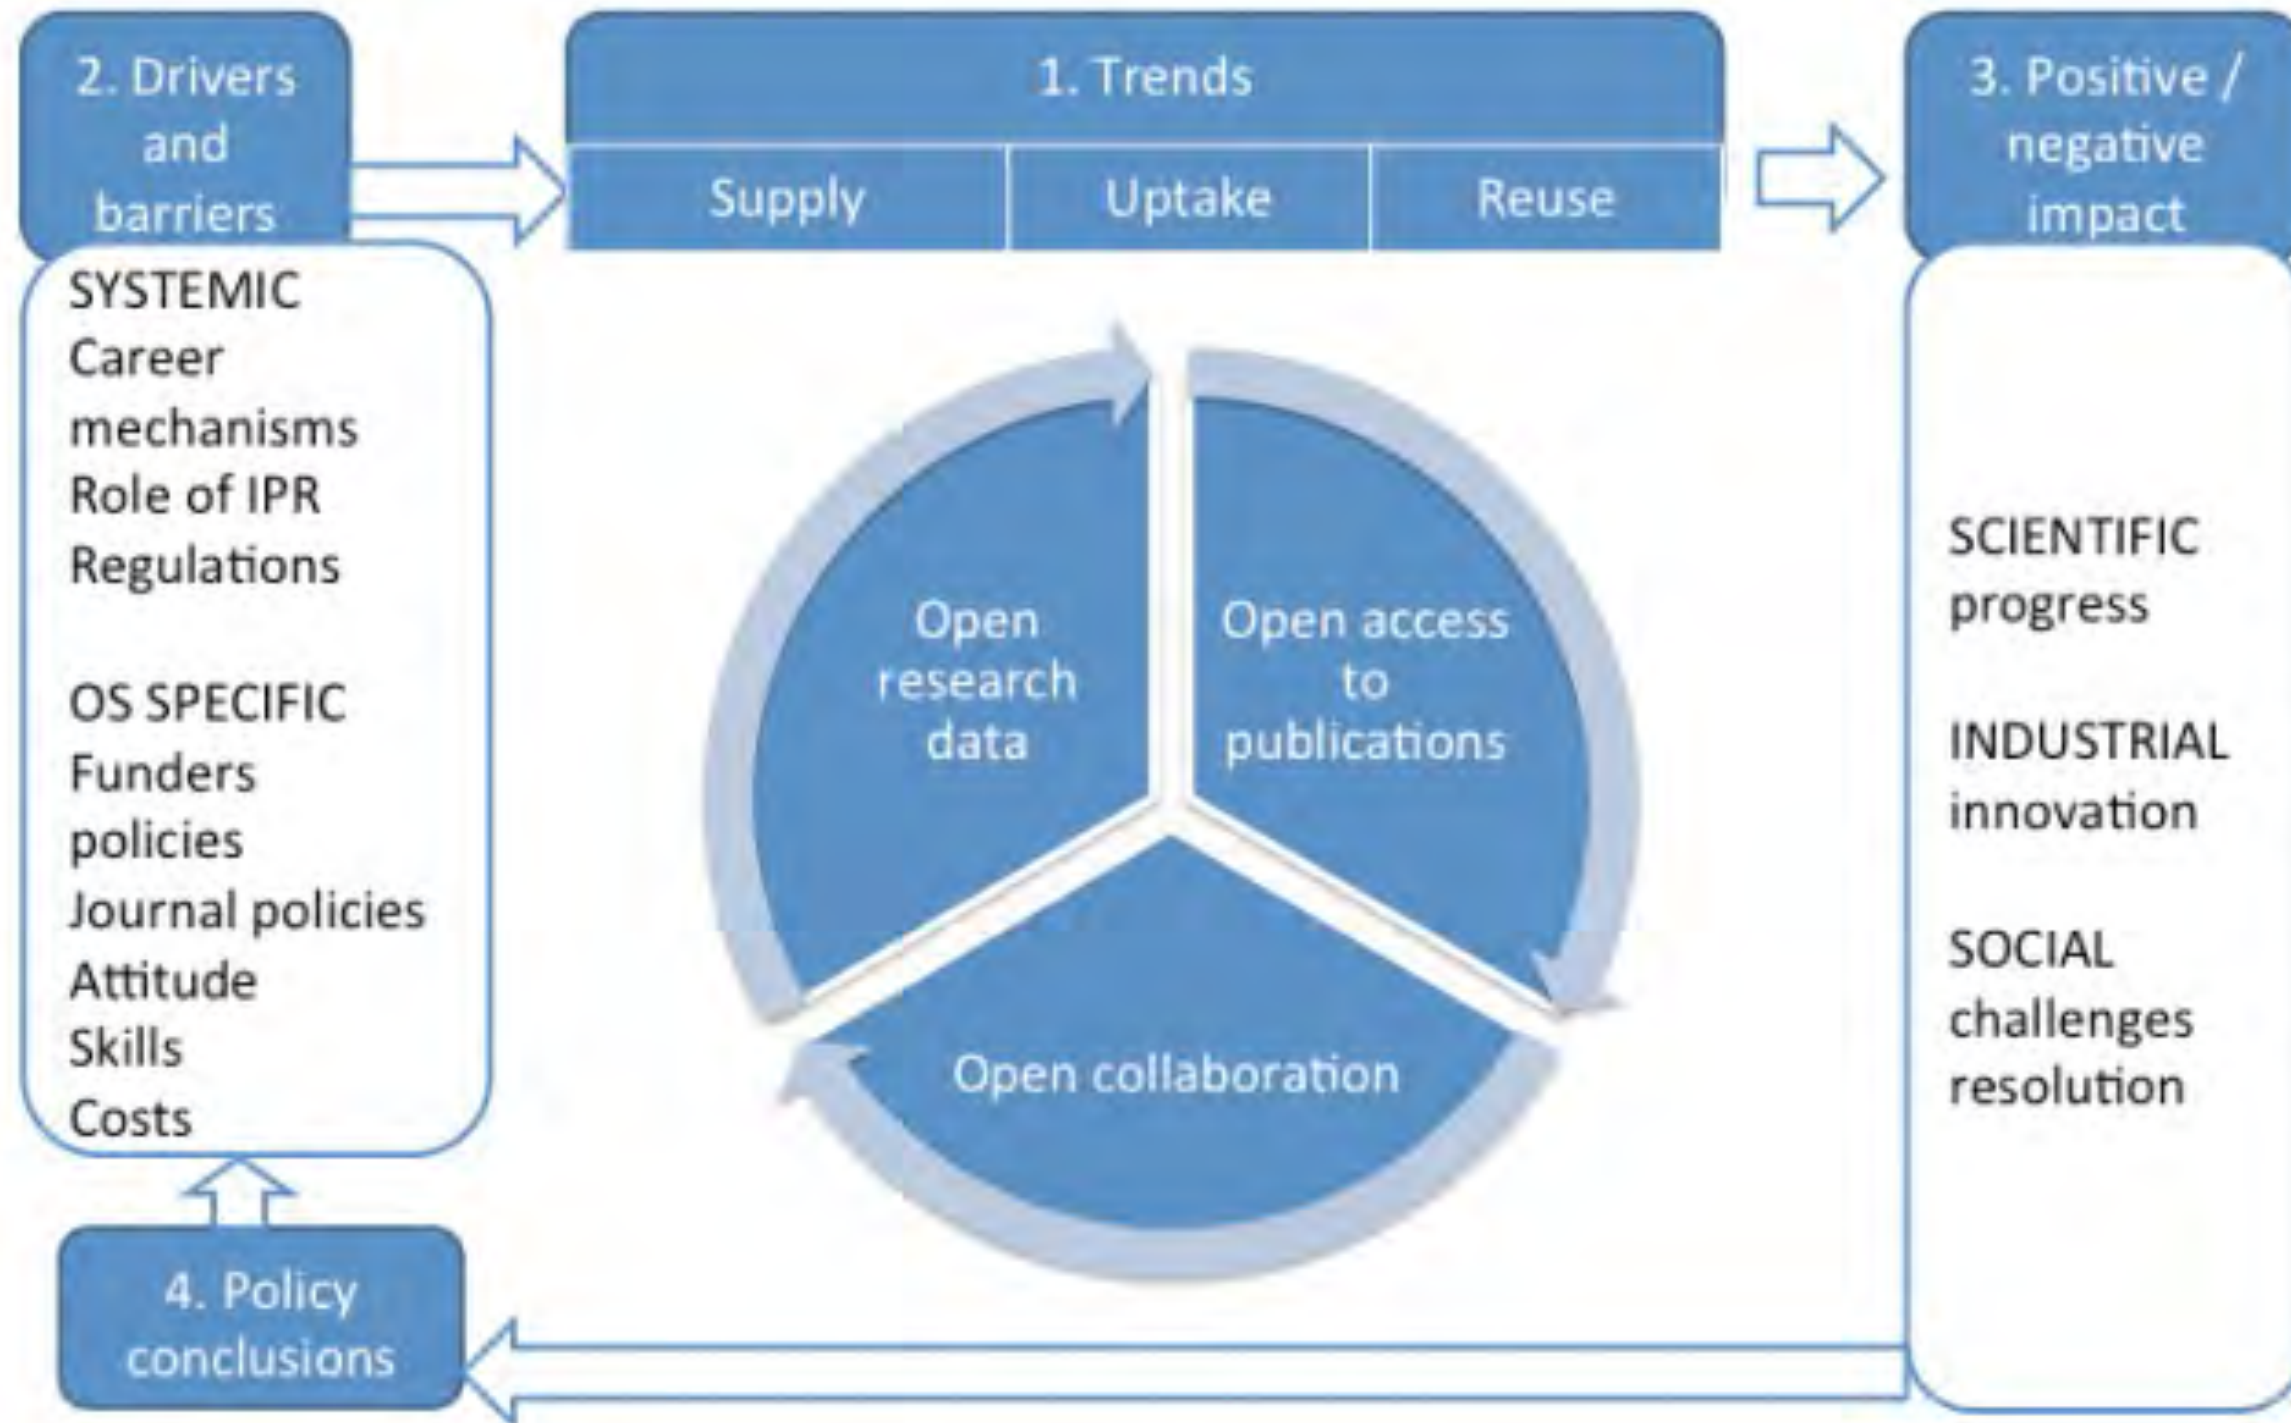 2. Drivers
and
barriers
SYSTEMIC
Career
mechanisms
Role of IPR
Regulations
OS SPECIFIC
Funders
policies
Journal policies
Attitude
Skills
Costs
4. Policy
conclusions
1. Trends
Supply
Uptake
Reuse
Open
research
data
Open access
to
publications
Open collaboration
3. Positive /
negative
impact
SCIENTIFIC
progress
INDUSTRIAL
innovation
SOCIAL
challenges
resolution